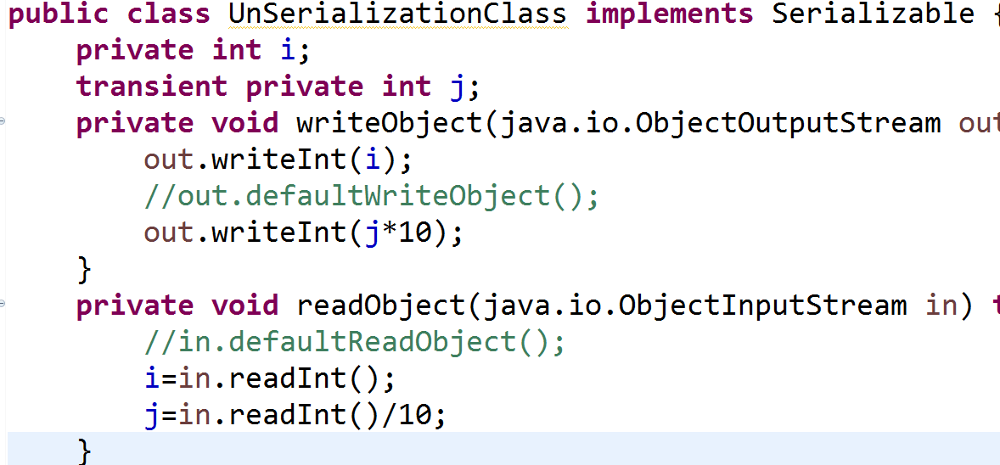 public class UnSerializationClass implements Serializable {
private int i;
transient private int j;
private void writeObject(java.io.ObjectOutputStream out
out.writeInt(i);
//out.defaultWriteObject();
out.writeInt(j*10);
}
private void readObject(java.io.ObjectInputStream in) t
//in.defaultReadObject();
i=in.readInt();
j=in.readInt()/10;
}